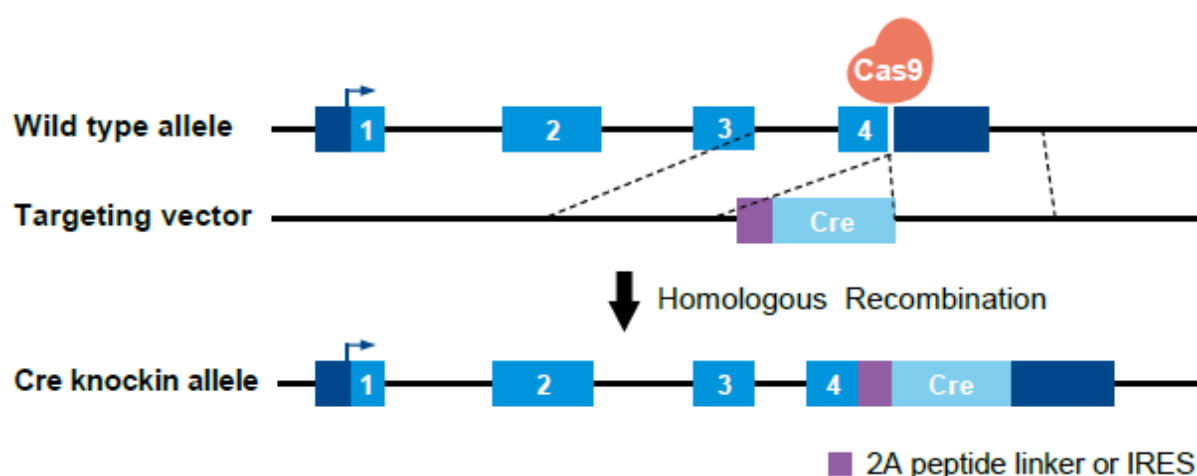 Cas9
Wild type allele 1 2 3 4
Targeting vector Cre
Homologous Recombination
Cre knockin allele 1 2 3 4 Cre
2A peptide linker or IRES